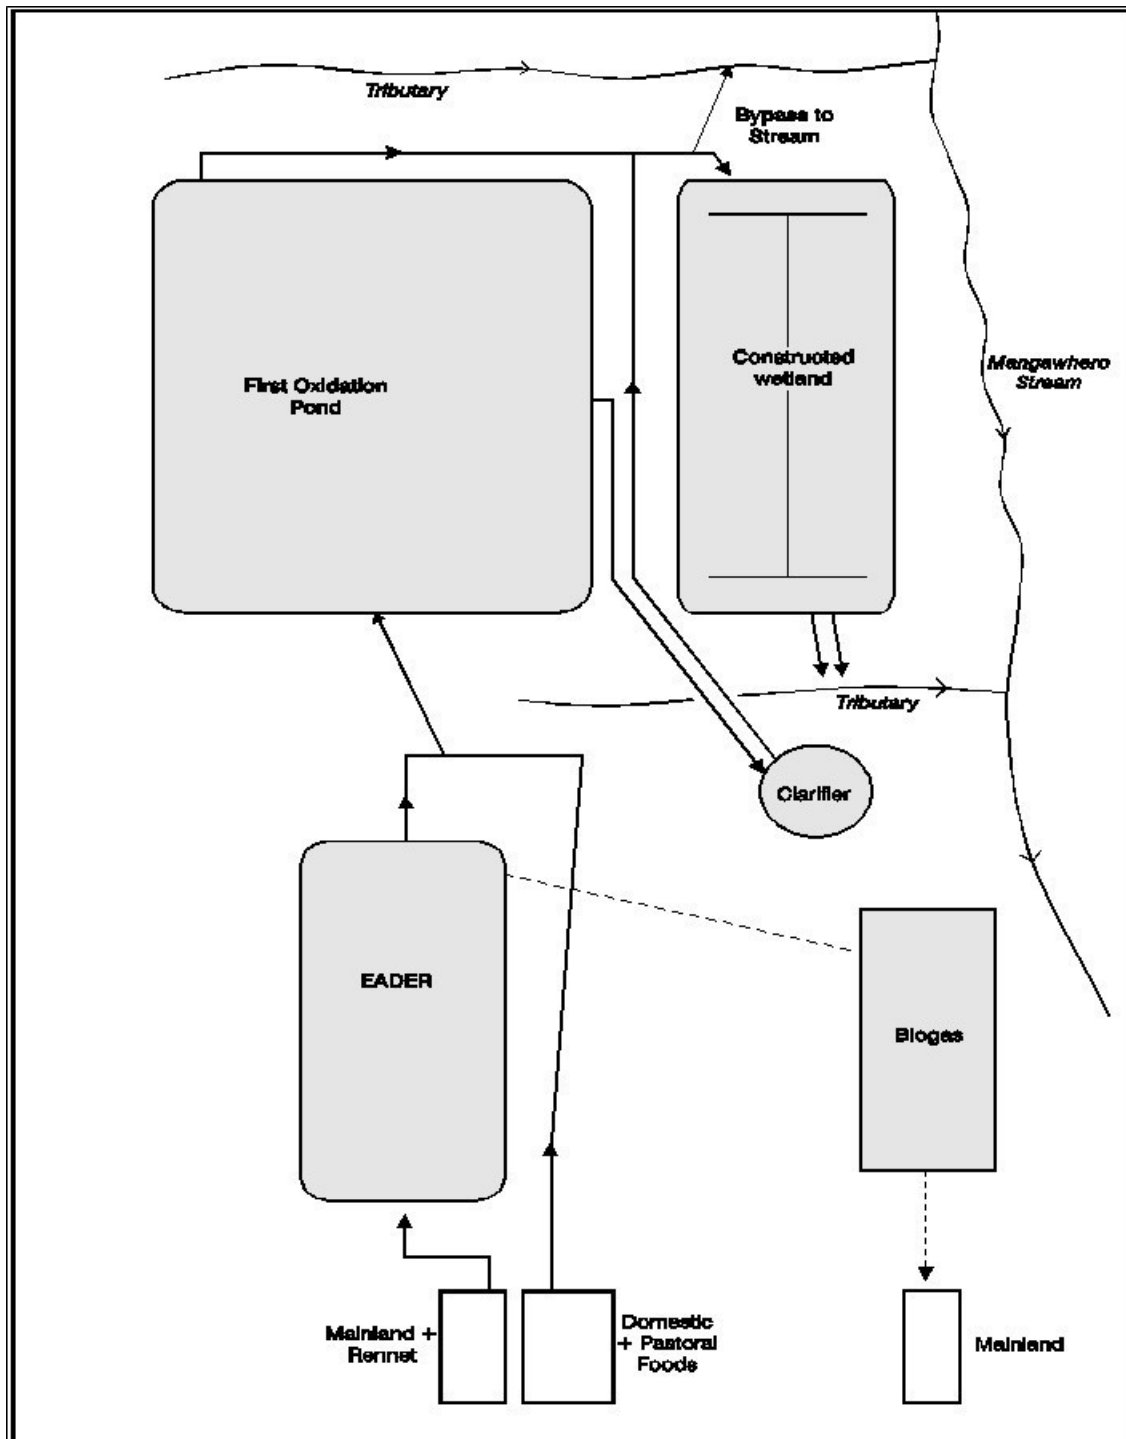 Tributary
Bypass to
Stream
First Oxidation
Pond
Constructed
wetland
Mangawhero
Stream
Tributary
Clarifier
EADER
Biogas
Mainland +
Rennet
Domestic
+ Pastoral
Foods
Mainland